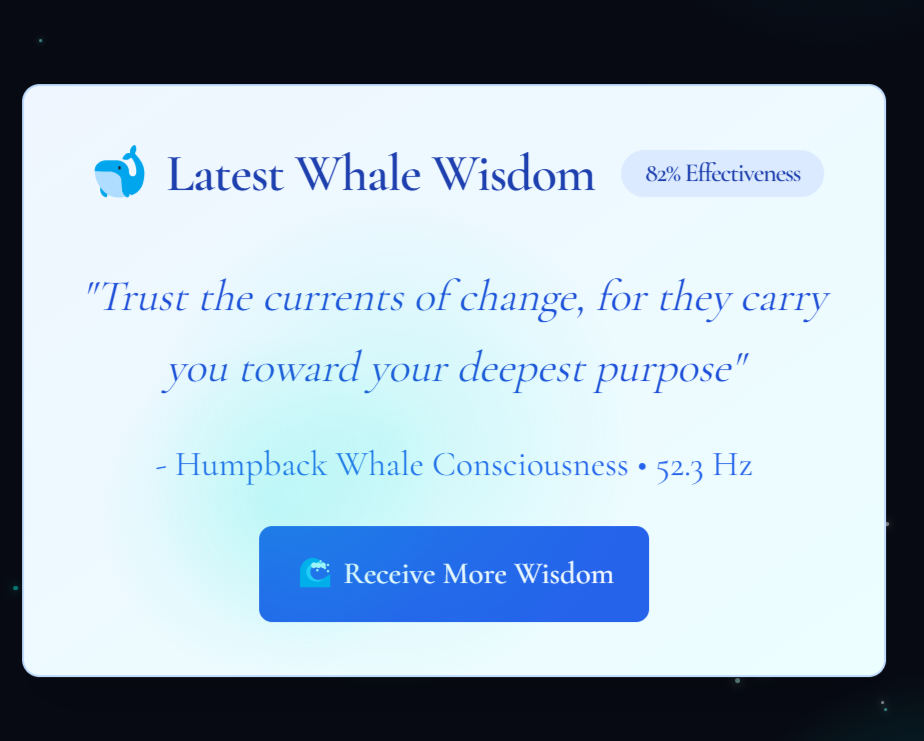 Latest Whale Wisdom
82% Effectiveness
"Trust the currents of change, for they carry
you toward your deepest purpose"
- Humpback Whale Consciousness • 52.3 Hz
Receive More Wisdom